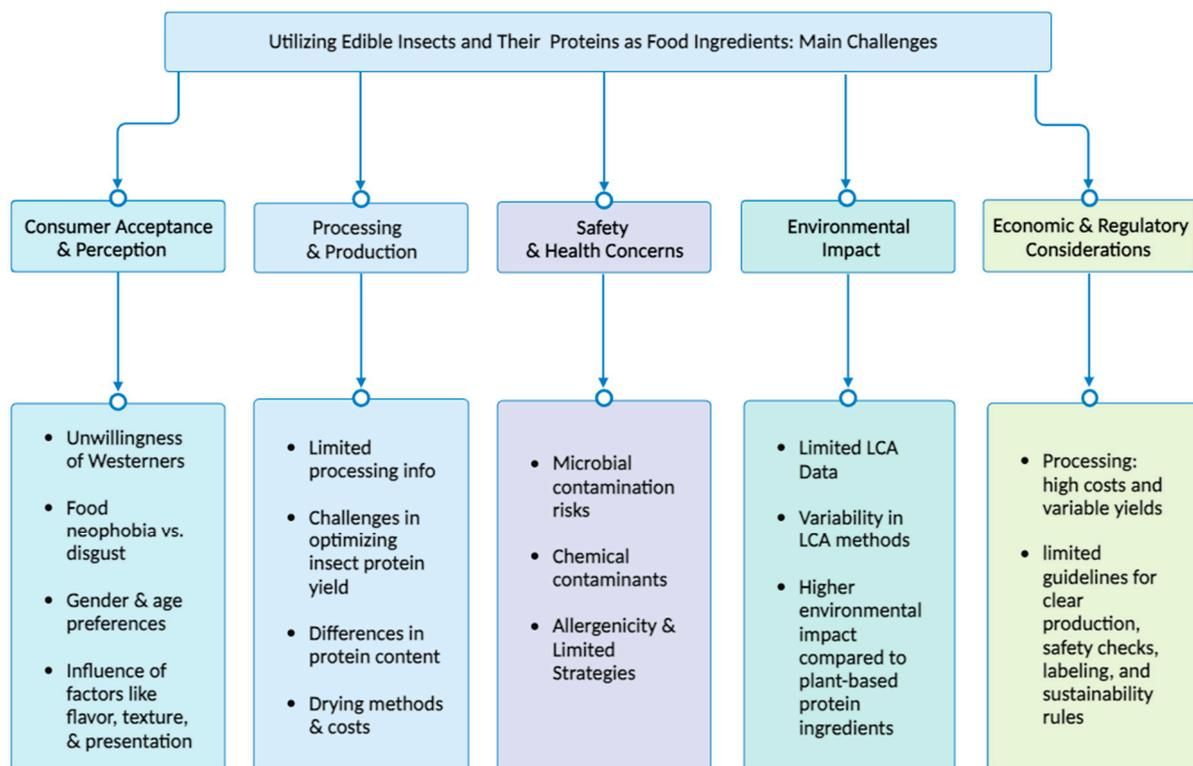 Utilizing Edible Insects and Their Proteins as Food Ingredients: Main Challenges
Consumer Acceptance
& Perception
Processing
& Production
Safety
& Health Concerns
Environmental
Impact
Economic & Regulatory
Considerations
• Unwillingness
of Westerners
• Food
neophobia vs.
disgust
• Gender & age
preferences
• Influence of
factors like
flavor, texture,
& presentation
• Limited
processing info
• Challenges in
optimizing
insect protein
yield
• Differences in
protein content
• Drying methods
& costs
• Microbial
contamination
risks
• Chemical
contaminants
• Allergenicity &
Limited
Strategies
• Limited LCA
Data
• Variability in
LCA methods
• Higher
environmental
impact
compared to
plant-based
protein
ingredients
• Processing:
high costs and
variable yields
• limited
guidelines for
clear
production,
safety checks,
labeling, and
sustainability
rules